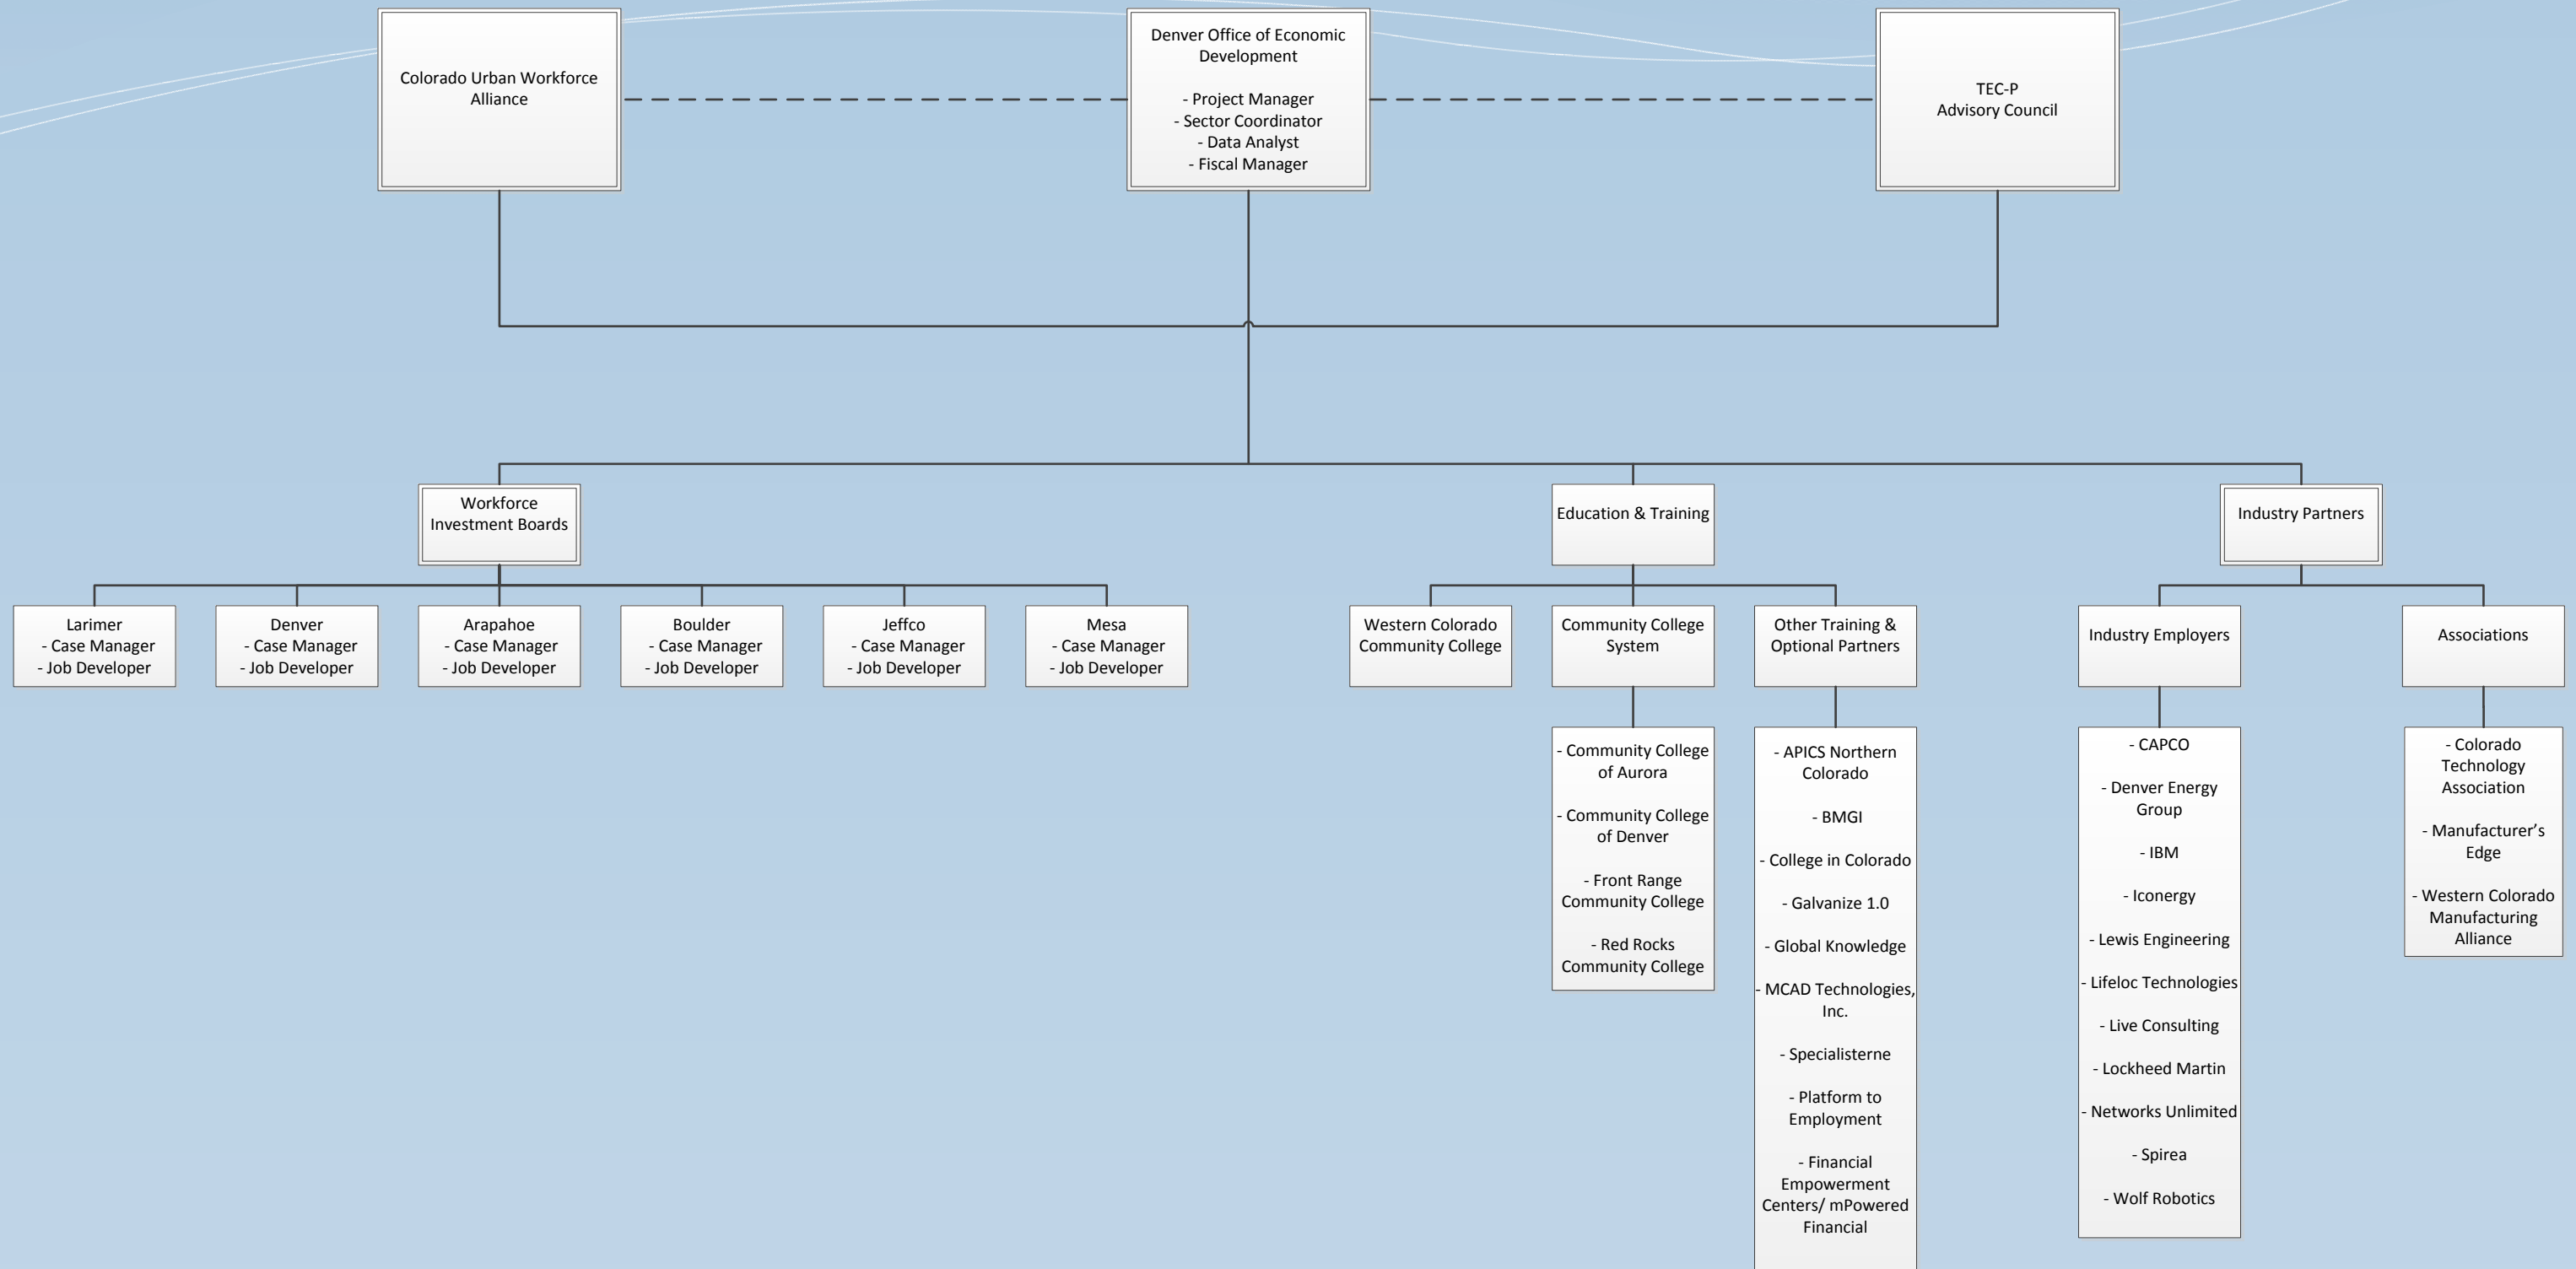 Colorado Urban Workforce
Alliance
Denver Office of Economic
Development
- Project Manager
- Sector Coordinator
- Data Analyst
- Fiscal Manager
TEC-P
Advisory Council
Workforce
Investment Boards
Education & Training
Industry Partners
Larimer
- Case Manager
- Job Developer
Denver
- Case Manager
- Job Developer
Arapahoe
- Case Manager
- Job Developer
Boulder
- Case Manager
- Job Developer
Jeffco
- Case Manager
- Job Developer
Mesa
- Case Manager
- Job Developer
Western Colorado
Community College
Community College
System
Other Training &
Optional Partners
Industry Employers
Associations
- Community College
of Aurora
- Community College
of Denver
- Front Range
Community College
- Red Rocks
Community College
- APICS Northern
Colorado
- BMGI
- College in Colorado
- Galvanize 1.0
- Global Knowledge
- MCAD Technologies,
Inc.
- Specialisterne
- Platform to
Employment
- Financial
Empowerment
Centers/ mPowered
Financial
- CAPCO
- Denver Energy
Group
- IBM
- Iconergy
- Lewis Engineering
- Lifeloc Technologies
- Live Consulting
- Lockheed Martin
- Networks Unlimited
- Spirea
- Wolf Robotics
- Colorado
Technology
Association
- Manufacturer’s
Edge
- Western Colorado
Manufacturing
Alliance